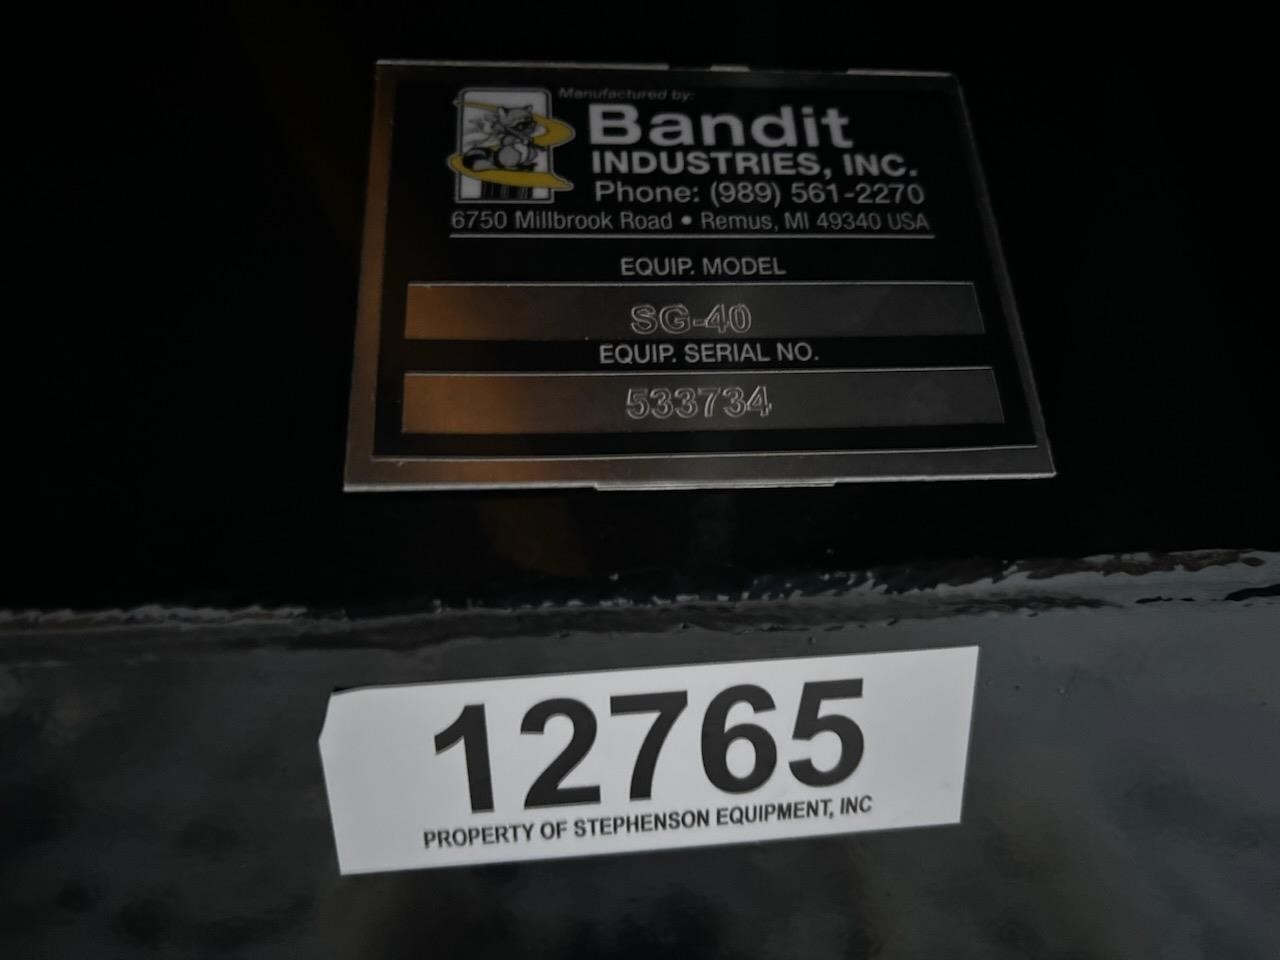 Manufactured by:
Bandit
INDUSTRIES, INC.
Phone: (989) 561-2270
6750 Millbrook Road • Remus, MI 49340 USA
EQUIP. MODEL
SG-40
EQUIP. SERIAL NO.
533734
12765
PROPERTY OF STEPHENSON EQUIPMENT, INC